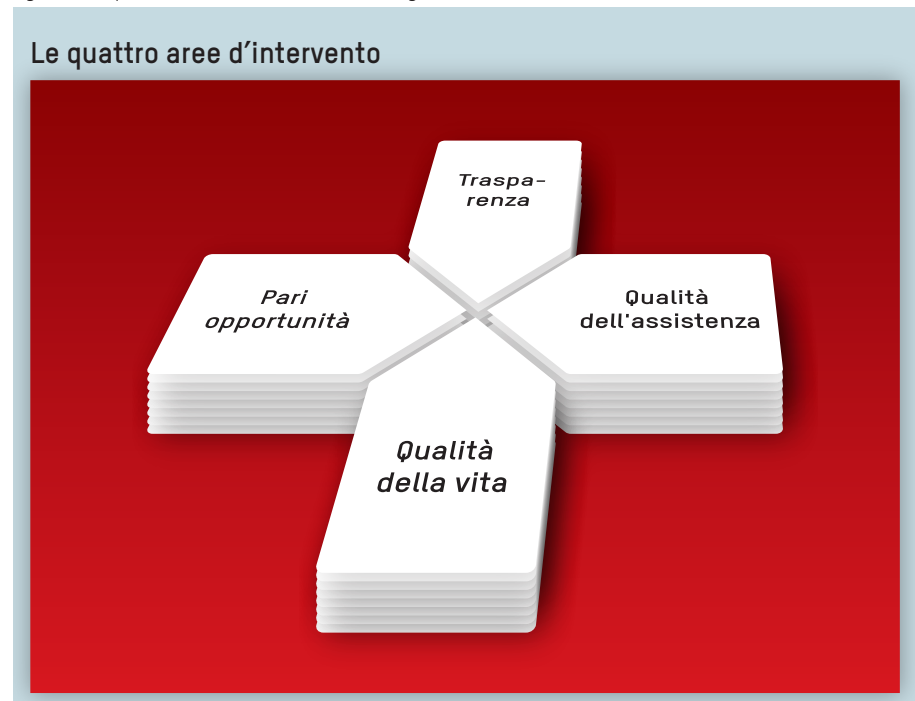 Le quattro aree d’intervento
Traspa-
renza
Pari
opportunità
Qualità
dell'assistenza
Qualità
della vita